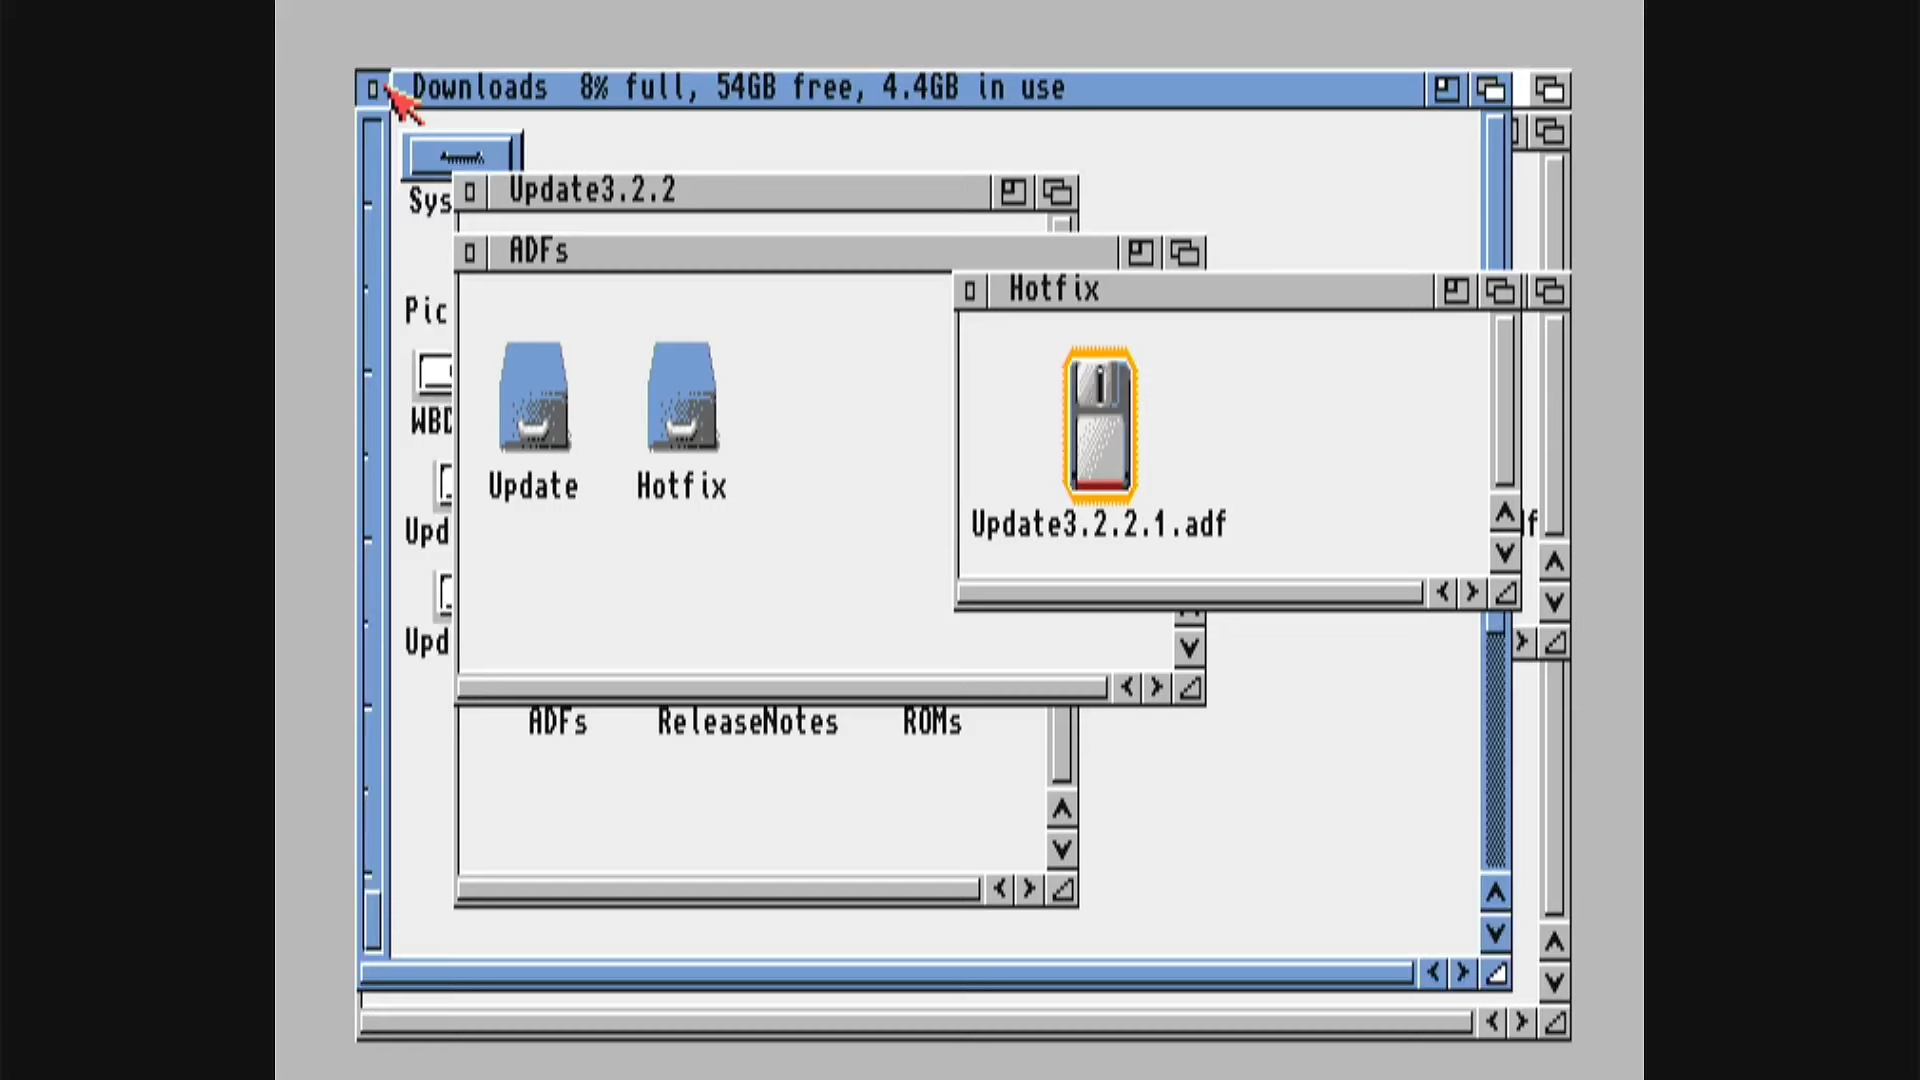 Downloads 8% full, 54GB free, 4.4GB in use
Update3.2.2
Sys
ADFs
Hotfix
Pic
WBD
Update
Hotfix
Update3.2.2.1.adf
Upd
Upd
ADFs
ReleaseNotes
ROMs